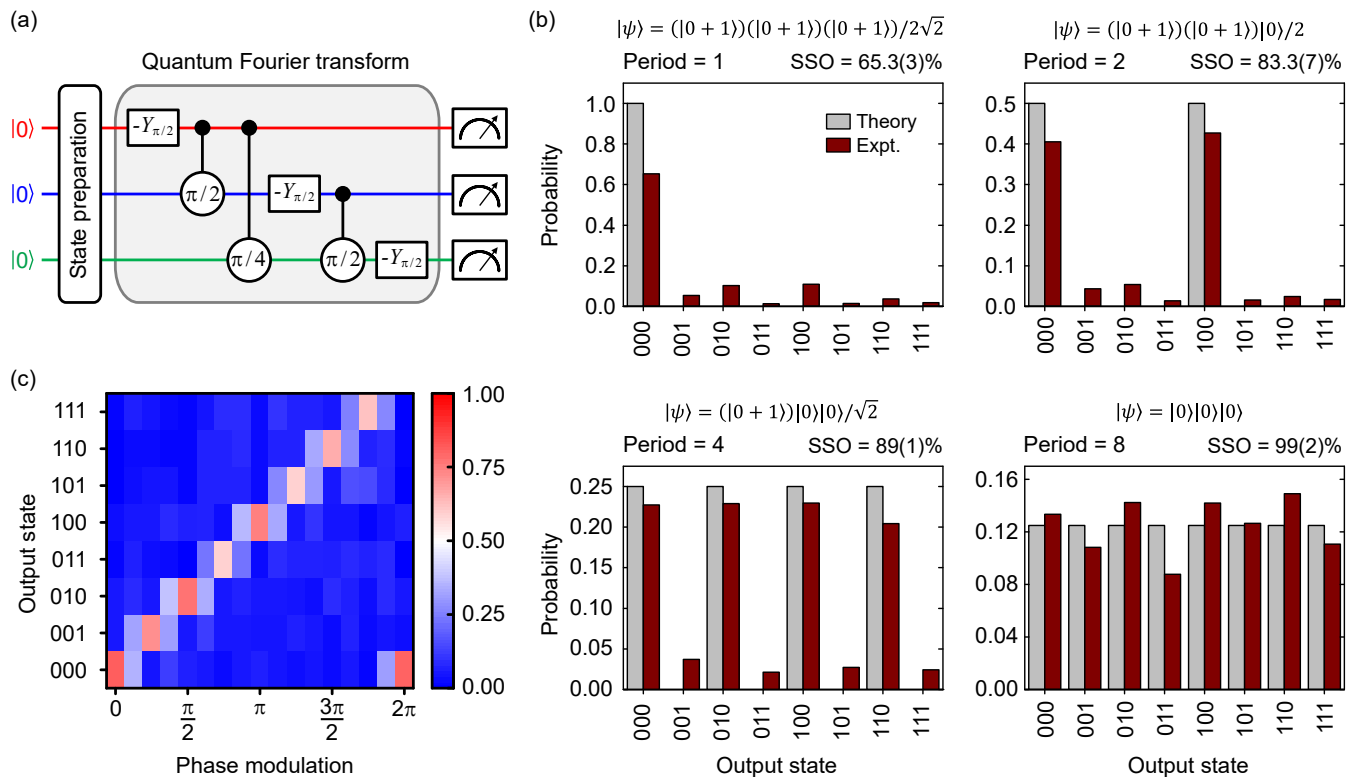 (a)
Quantum Fourier transform
State preparation
|0⟩
|0⟩
|0⟩
-Y_{π/2}
π/2
π/4
-Y_{π/2}
π/2
-Y_{π/2}
(b)
|ψ⟩ = (|0 + 1⟩)(|0 + 1⟩)(|0 + 1⟩)/2√2
Period = 1 SSO = 65.3(3)%
Theory
Expt.
Probability
1.0
0.8
0.6
0.4
0.2
0.0
000 001 010 011 100 101 110 111
|ψ⟩ = (|0 + 1⟩)(|0 + 1⟩)|0⟩/2
Period = 2 SSO = 83.3(7)%
0.5
0.4
0.3
0.2
0.1
0.0
000 001 010 011 100 101 110 111
|ψ⟩ = (|0 + 1⟩)|0⟩|0⟩/√2
Period = 4 SSO = 89(1)%
Probability
0.25
0.20
0.15
0.10
0.05
0.00
000 001 010 011 100 101 110 111
Output state
|ψ⟩ = |0⟩|0⟩|0⟩
Period = 8 SSO = 99(2)%
0.16
0.12
0.08
0.04
0.00
000 001 010 011 100 101 110 111
Output state
(c)
Output state
111
110
101
100
011
010
001
000
0 π/2 π 3π/2 2π
Phase modulation
1.00
0.75
0.50
0.25
0.00